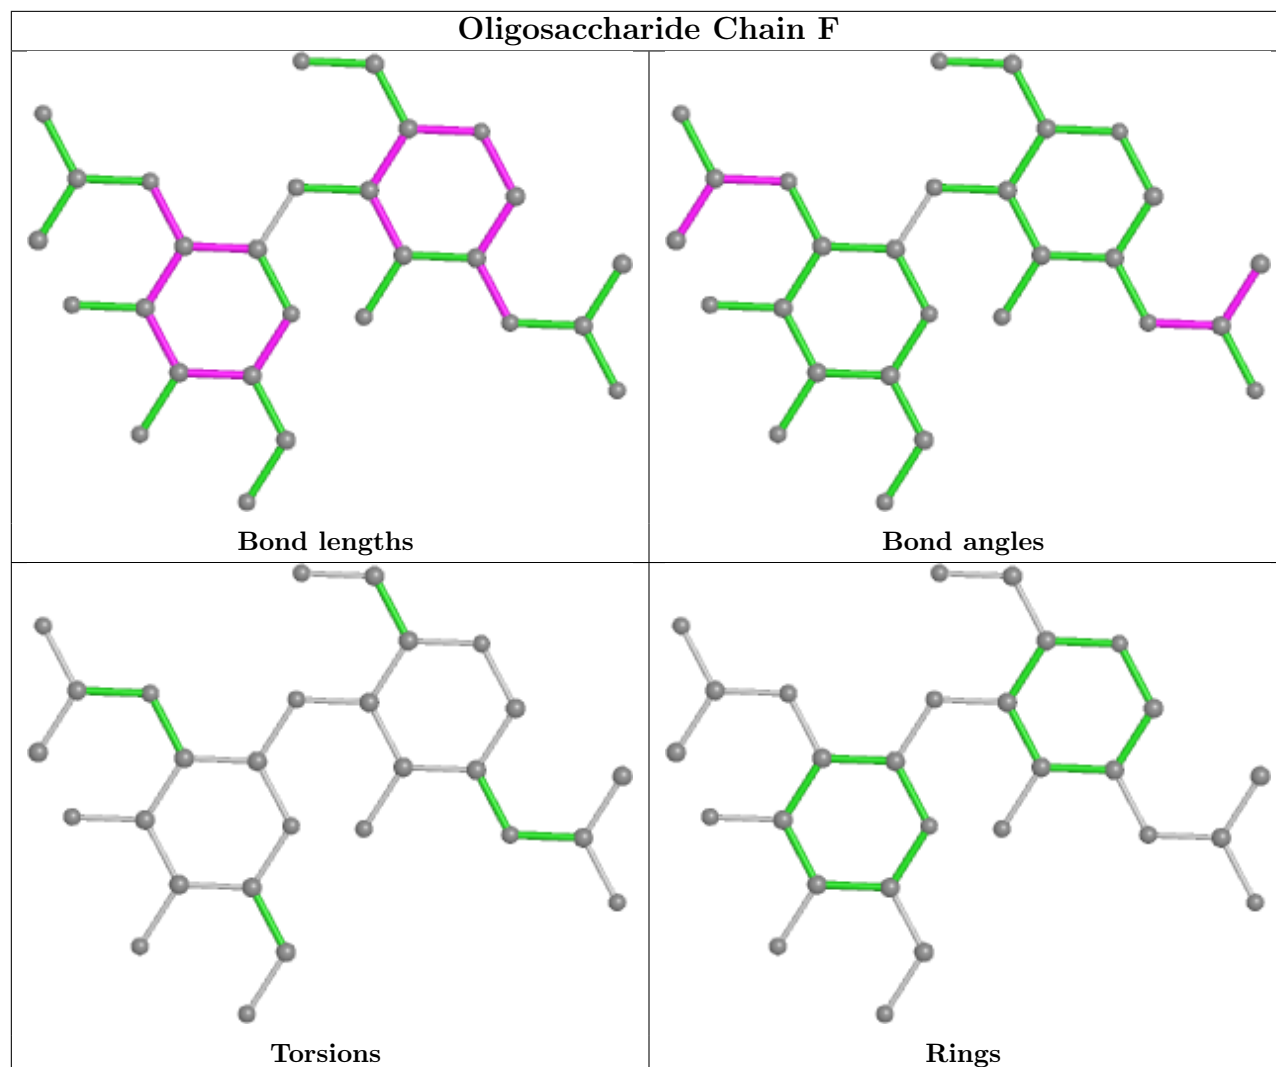 Oligosaccharide Chain F
Bond lengths
Bond angles
Torsions
Rings